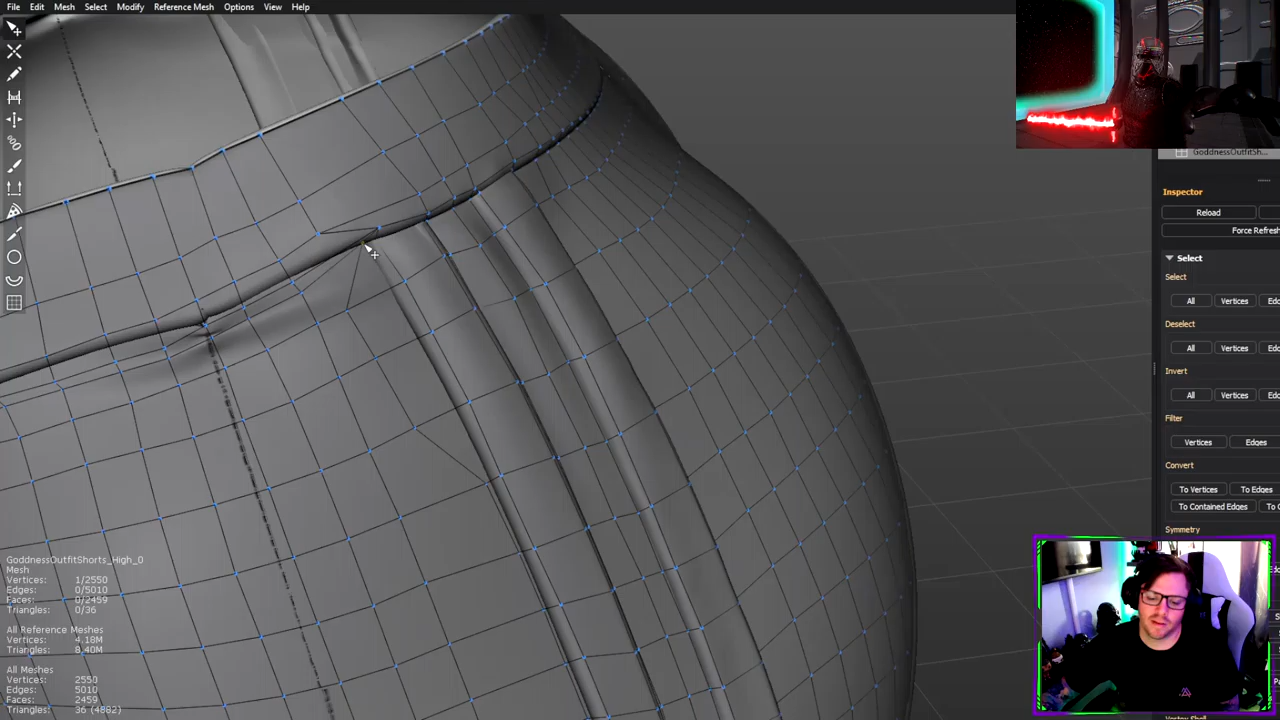 File Edit Mesh Select Modify Reference Mesh Options View Help
GoddnessOutfitSh...
Inspector
Reload
Force Refresh
Select
Select
All Vertices
Deselect
All Vertices
Invert
All Vertices
Filter
Vertices Edges
Convert
To Vertices To Edges
To Contained Edges
Symmetry
GoddnessOutfitShorts_High_0
Mesh
Vertices: 1/2550
Edges: 0/5010
Faces: 0/2459
Triangles: 0/36
All Reference Meshes
Vertices: 4.18M
Triangles: 8.40M
All Meshes
Vertices: 2550
Edges: 5010
Faces: 2459
Triangles: 36 (4882)